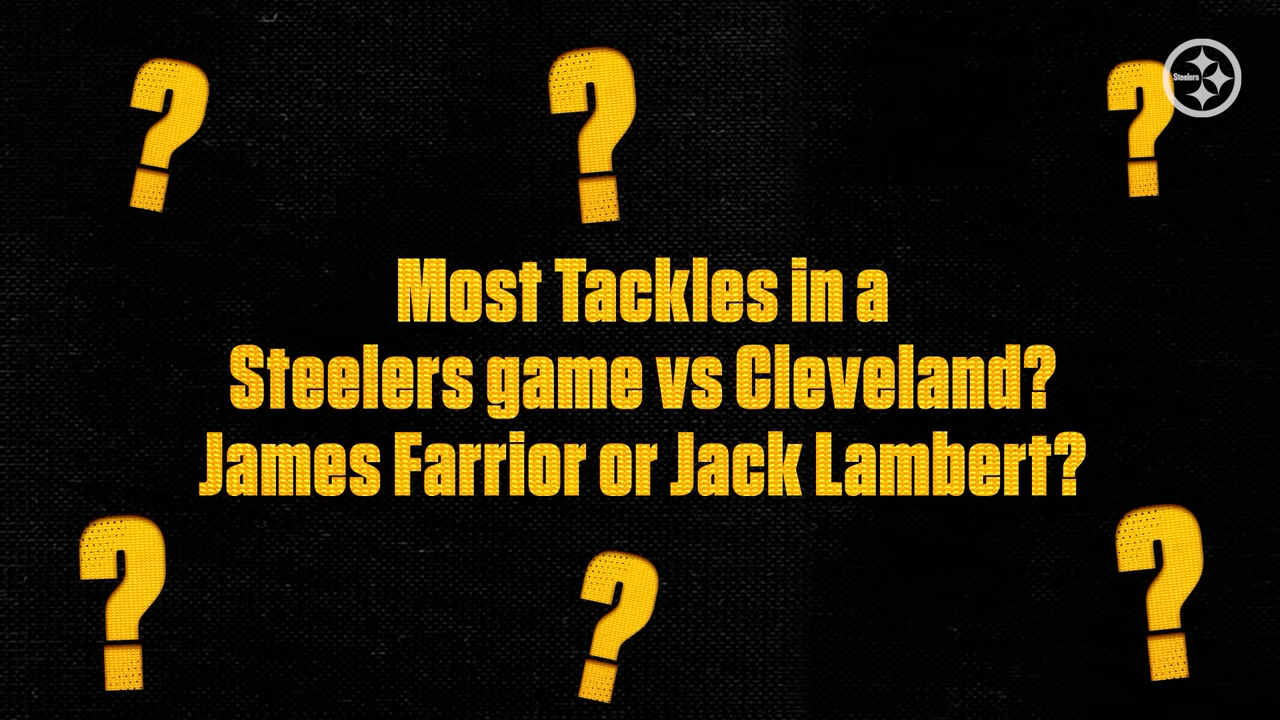 Steelers
Most Tackles in a
Steelers game vs Cleveland?
James Farrior or Jack Lambert?